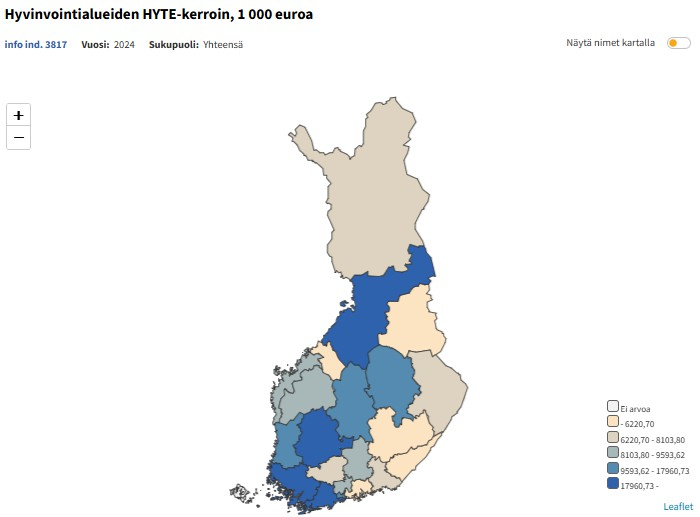 Hyvinvointialueiden HYTE-kerroin, 1 000 euroa
info ind. 3817 Vuosi: 2024 Sukupuoli: Yhteensä
Näytä nimet kartalla
+
−
Ei arvoa
- 6220,70
6220,70 - 8103,80
8103,80 - 9593,62
9593,62 - 17960,73
17960,73 -
Leaflet